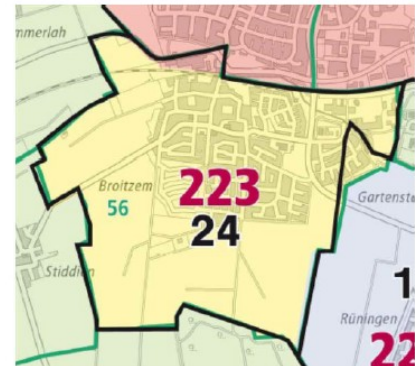 mmerlah
Broitzem
223
56
24
Gartenst
Stiddien
1
Rüningen
22